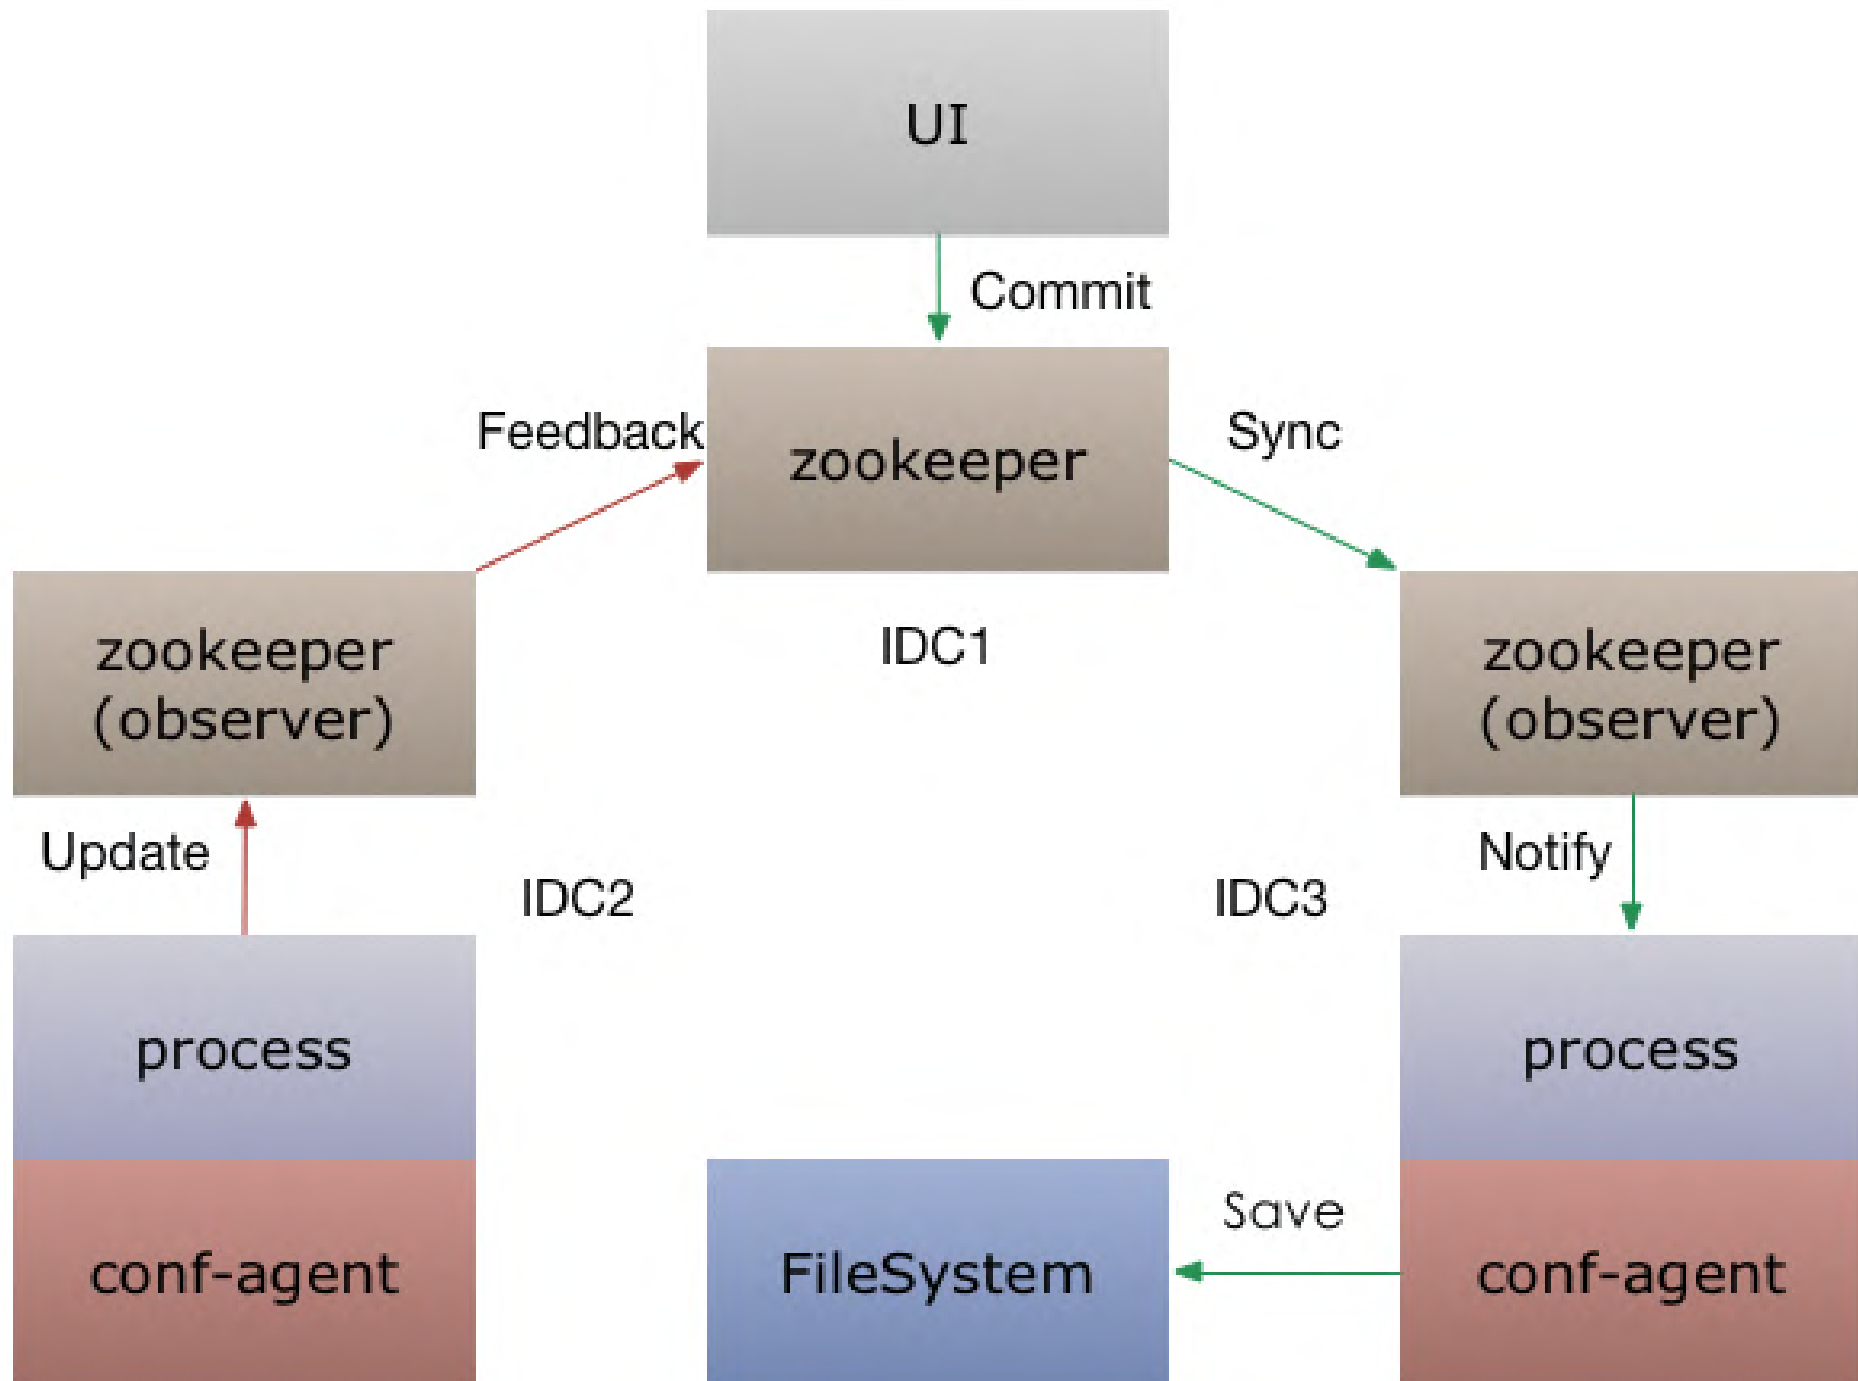 UI
Commit
Feedback
zookeeper
Sync
IDC1
zookeeper
(observer)
zookeeper
(observer)
Update
Notify
IDC2
IDC3
process
process
Save
conf-agent
FileSystem
conf-agent